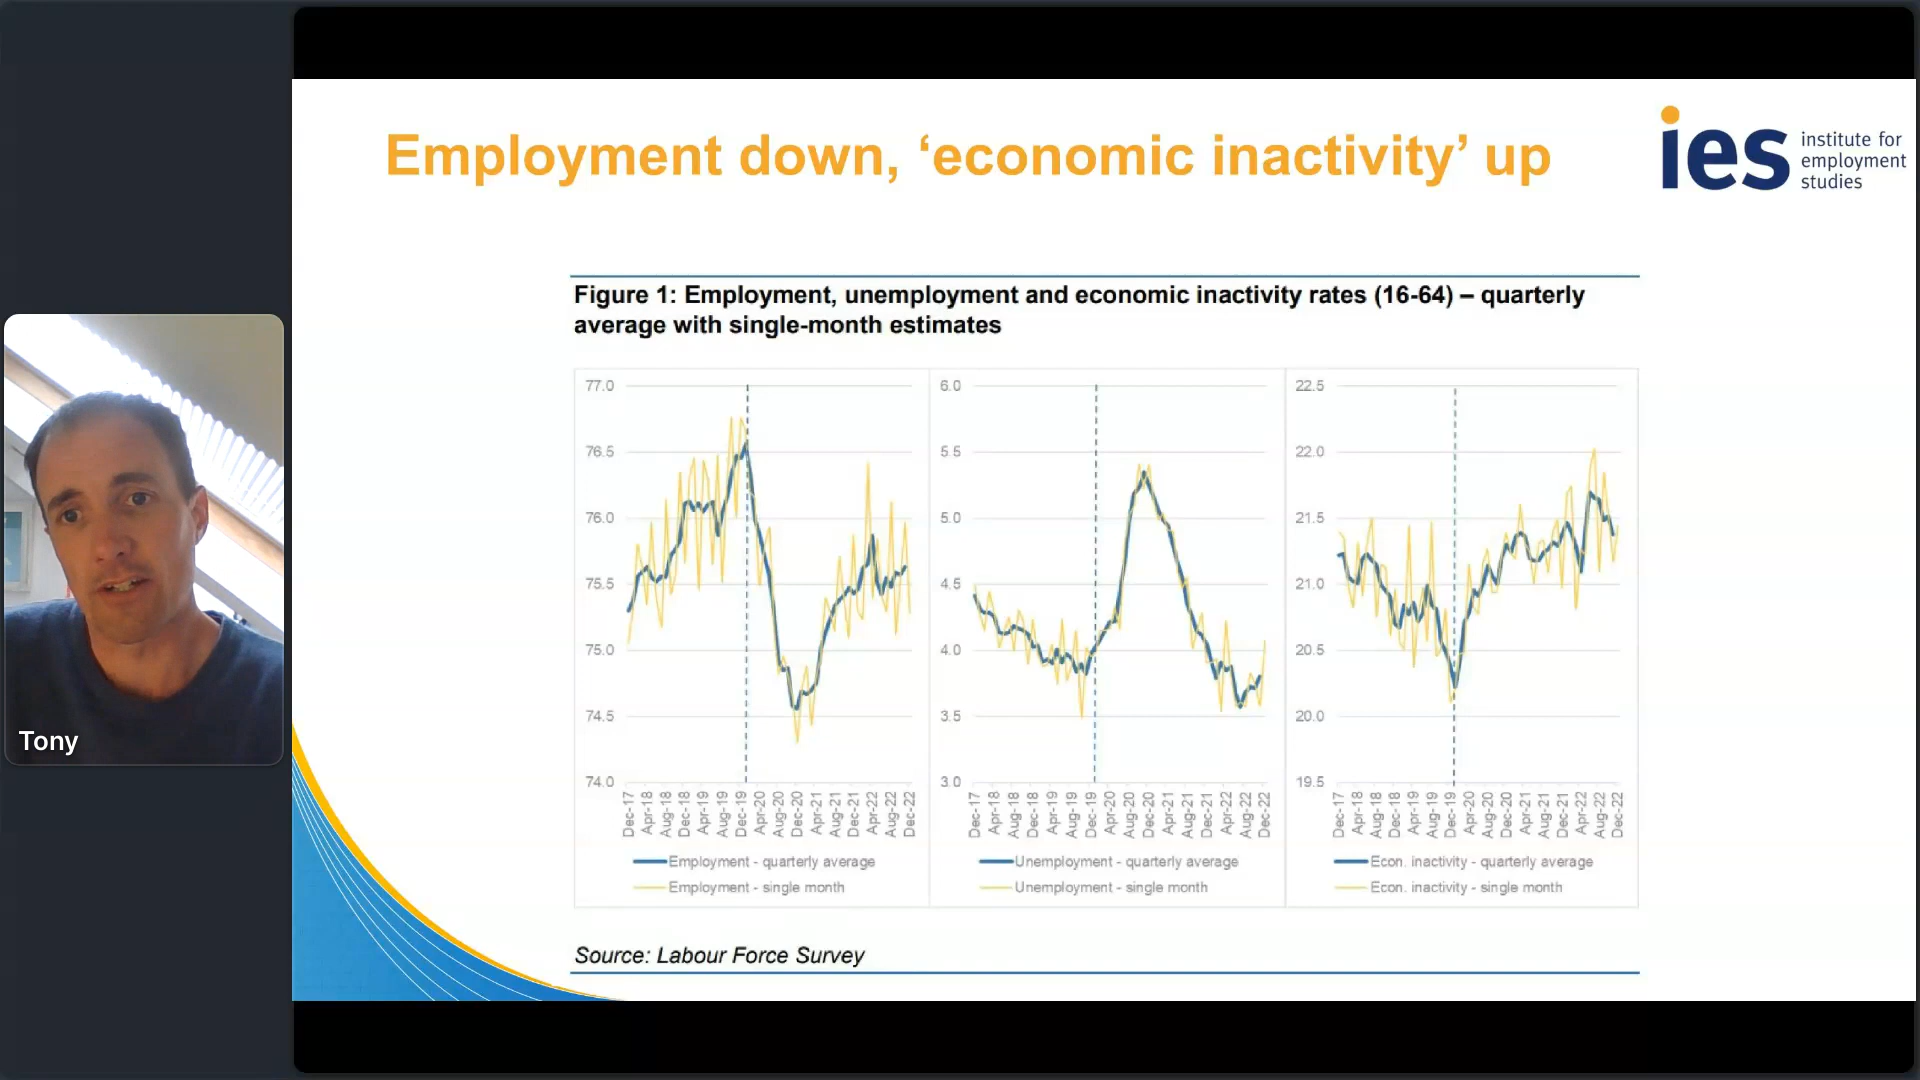 Employment down, ‘economic inactivity’ up
ies
institute for
employment
studies
Figure 1: Employment, unemployment and economic inactivity rates (16-64) – quarterly
average with single-month estimates
77.0
76.5
76.0
75.5
75.0
74.5
74.0
Dec-17
Apr-18
Aug-18
Dec-18
Apr-19
Aug-19
Dec-19
Apr-20
Aug-20
Dec-20
Apr-21
Aug-21
Dec-21
Apr-22
Aug-22
Dec-22
Employment - quarterly average
Employment - single month
6.0
5.5
5.0
4.5
4.0
3.5
3.0
Dec-17
Apr-18
Aug-18
Dec-18
Apr-19
Aug-19
Dec-19
Apr-20
Aug-20
Dec-20
Apr-21
Aug-21
Dec-21
Apr-22
Aug-22
Dec-22
Unemployment - quarterly average
Unemployment - single month
22.5
22.0
21.5
21.0
20.5
20.0
19.5
Dec-17
Apr-18
Aug-18
Dec-18
Apr-19
Aug-19
Dec-19
Apr-20
Aug-20
Dec-20
Apr-21
Aug-21
Dec-21
Apr-22
Aug-22
Dec-22
Econ. inactivity - quarterly average
Econ. inactivity - single month
Source: Labour Force Survey
Tony